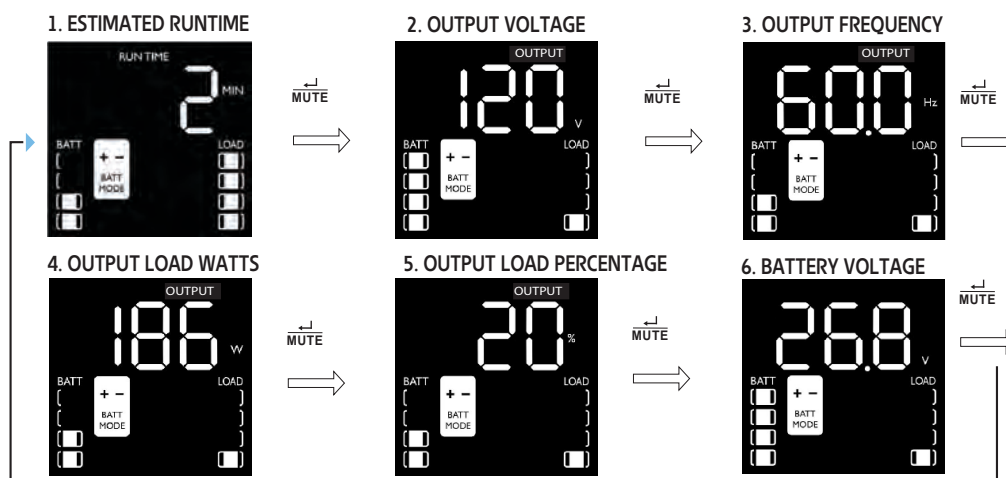 1. ESTIMATED RUNTIME
RUN TIME
2 MIN
BATT
LOAD
+ -
BATT
MODE
MUTE
2. OUTPUT VOLTAGE
OUTPUT
120 V
BATT
LOAD
+ -
BATT
MODE
MUTE
3. OUTPUT FREQUENCY
OUTPUT
60.0 Hz
BATT
LOAD
+ -
BATT
MODE
MUTE
4. OUTPUT LOAD WATTS
OUTPUT
186 W
BATT
LOAD
+ -
BATT
MODE
MUTE
5. OUTPUT LOAD PERCENTAGE
OUTPUT
20 %
BATT
LOAD
+ -
BATT
MODE
MUTE
6. BATTERY VOLTAGE
26.8 V
BATT
LOAD
+ -
BATT
MODE
MUTE